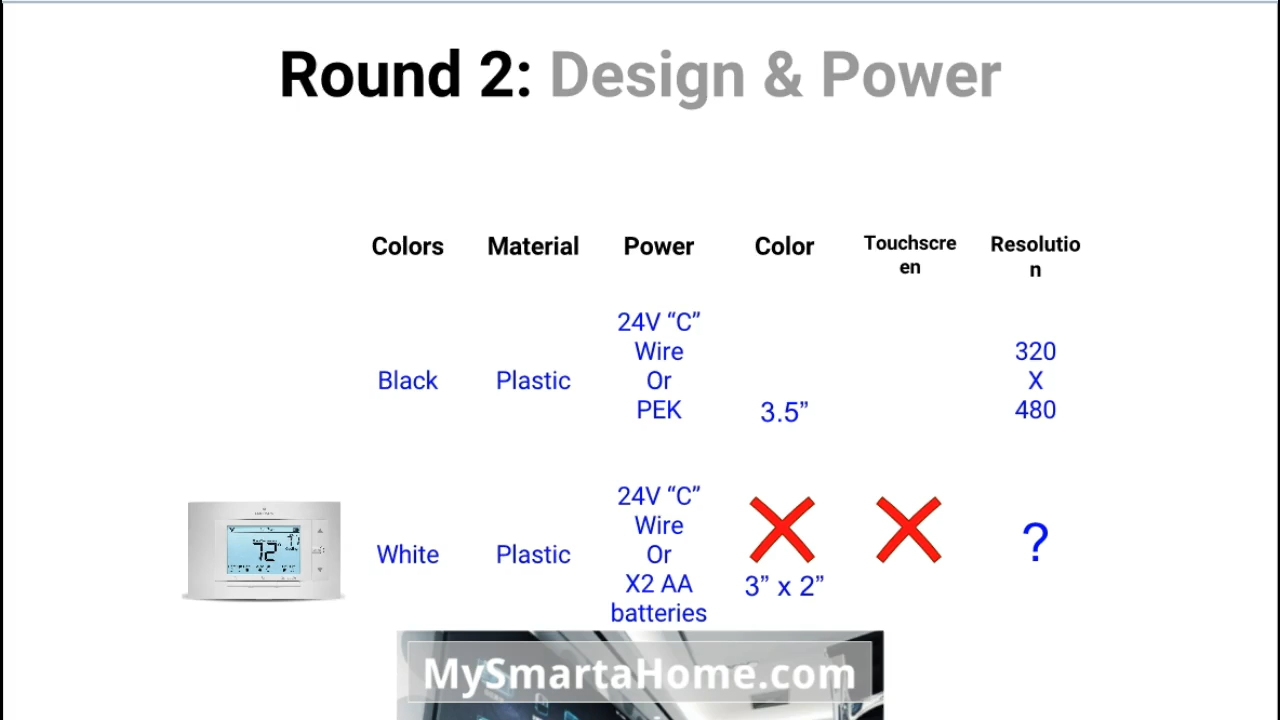 Round 2: Design & Power
Colors Material Power Color Touchscre
en Resolutio
n
24V “C”
Wire
Or
PEK
Black
Plastic
3.5”
320
X
480
72
White
Plastic
24V “C”
Wire
Or
X2 AA
batteries
3” x 2”
?
MySmartaHome.com